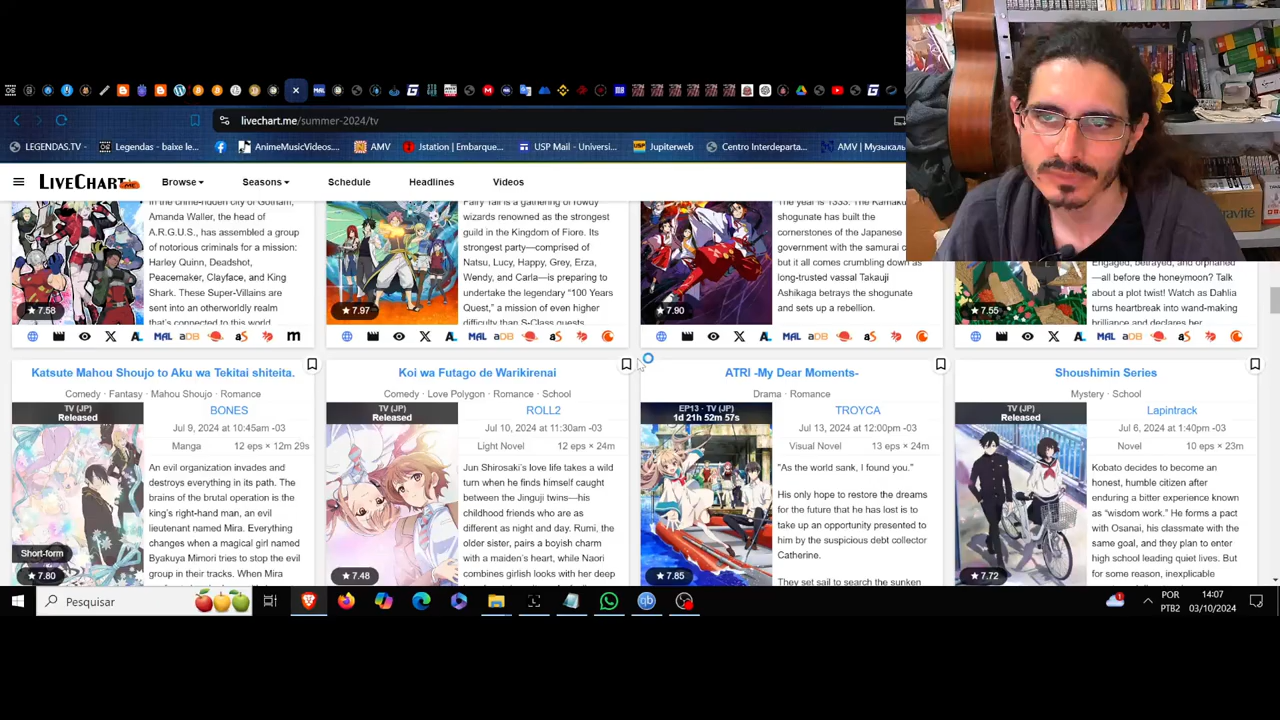 livechart.me/summer-2024/tv
LEGENDAS.TV - Legendas - baixe le... AnimeMusicVideos... AMV Jstation | Embarque... USP Mail - Universi... Jupiterweb Centro Interdeparta... AMV | Музыкаль
LIVECHART.ME Browse Seasons Schedule Headlines Videos
In the crime-ridden city of Gotham,
Amanda Waller, the head of
A.R.G.U.S., has assembled a group
of notorious criminals for a mission:
Harley Quinn, Deadshot,
Peacemaker, Clayface, and King
Shark. These Super-Villains are
sent into an otherworldly realm
that's connected to this world
★ 7.58
Fairy Tail is a gathering of rowdy
wizards renowned as the strongest
guild in the Kingdom of Fiore. Its
strongest party—comprised of
Natsu, Lucy, Happy, Grey, Erza,
Wendy, and Carla—is preparing to
undertake the legendary "100 Years
Quest," a mission of even higher
difficulty than S-Class quests
★ 7.97
The year is 1333. The Kamakura
shogunate has built the
cornerstones of the Japanese
government with the samurai
but it all comes crumbling down as
long-trusted vassal Takauji
Ashikaga betrays the shogunate
and sets up a rebellion.
★ 7.90
Engaged, betrayed, and orphaned
—all before the honeymoon? Talk
about a plot twist! Watch as Dahlia
turns heartbreak into wand-making
brilliance and declares her
★ 7.55
MAL aDB aS m
MAL aDB aS
MAL aDB aS
MAL aDB aS
Katsute Mahou Shoujo to Aku wa Tekitai shiteita.
Comedy · Fantasy · Mahou Shoujo · Romance
TV (JP)
Released
BONES
Jul 9, 2024 at 10:45am -03
Manga 12 eps × 12m 29s
An evil organization invades and
destroys everything in its path. The
brains of the brutal operation is the
king's right-hand man, an evil
lieutenant named Mira. Everything
changes when a magical girl named
Byakuya Mimori tries to stop the evil
group in their tracks. When Mira
Short-form
★ 7.80
Koi wa Futago de Warikirenai
Comedy · Love Polygon · Romance · School
TV (JP)
Released
ROLL2
Jul 10, 2024 at 11:30am -03
Light Novel 12 eps × 24m
Jun Shirosaki's love life takes a wild
turn when he finds himself caught
between the Jinguji twins—his
childhood friends who are as
different as night and day. Rumi, the
older sister, pairs a boyish charm
with a maiden's heart, while Naori
combines girlish looks with her deep
★ 7.48
ATRI -My Dear Moments-
Drama · Romance
EP13 · TV (JP)
1d 21h 52m 57s
TROYCA
Jul 13, 2024 at 12:00pm -03
Visual Novel 13 eps × 24m
"As the world sank, I found you."
His only hope to restore the dreams
for the future that he has lost is to
take up an opportunity presented to
him by the suspicious debt collector
Catherine.
They set sail to search the sunken
★ 7.85
Shoushimin Series
Mystery · School
TV (JP)
Released
Lapintrack
Jul 6, 2024 at 1:40pm -03
Novel 10 eps × 23m
Kobato decides to become an
honest, humble citizen after
enduring a bitter experience known
as "wisdom work." He forms a pact
with Osanai, his classmate with the
same goal, and they plan to enter
high school leading quiet lives. But
for some reason, inexplicable
★ 7.72
Pesquisar
POR
PTB2
14:07
03/10/2024